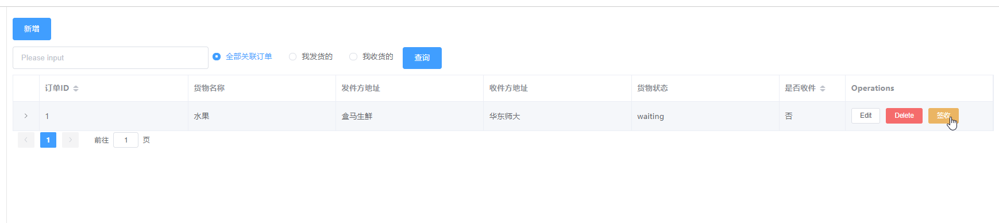 新增
Please input 全部关联订单 我发货的 我收货的 查询
订单ID 货物名称 发件方地址 收件方地址 货物状态 是否收件 Operations
1 水果 盒马生鲜 华东师大 waiting 否 Edit Delete 签收
1 前往 1 页